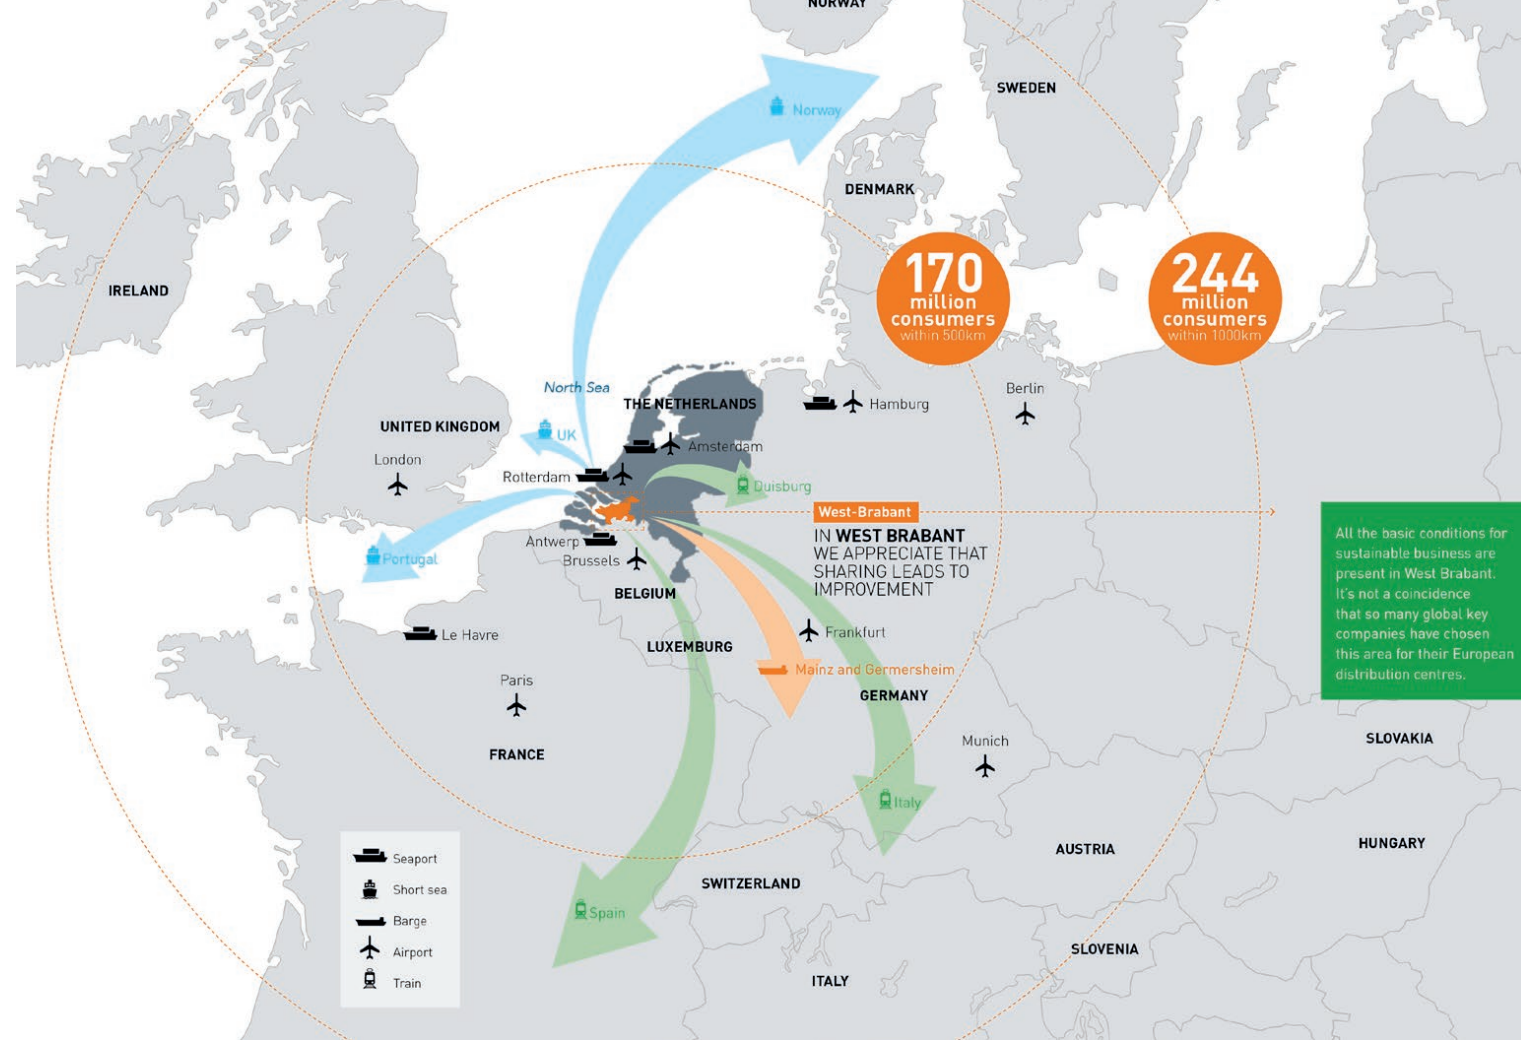 NORWAY
SWEDEN
Norway
DENMARK
IRELAND
170
million
consumers
within 500km
244
million
consumers
within 1000km
North Sea
THE NETHERLANDS
Hamburg
Berlin
UNITED KINGDOM
UK
Amsterdam
London
Rotterdam
Duisburg
West-Brabant
IN WEST BRABANT
WE APPRECIATE THAT
SHARING LEADS TO
IMPROVEMENT
All the basic conditions for
sustainable business are
present in West Brabant.
It's not a coincidence
that so many global key
companies have chosen
this area for their European
distribution centres.
Antwerp
Brussels
Portugal
BELGIUM
Le Havre
LUXEMBURG
Frankfurt
Mainz and Germersheim
Paris
GERMANY
FRANCE
Munich
SLOVAKIA
Italy
AUSTRIA
HUNGARY
SWITZERLAND
Spain
SLOVENIA
ITALY
Seaport
Short sea
Barge
Airport
Train